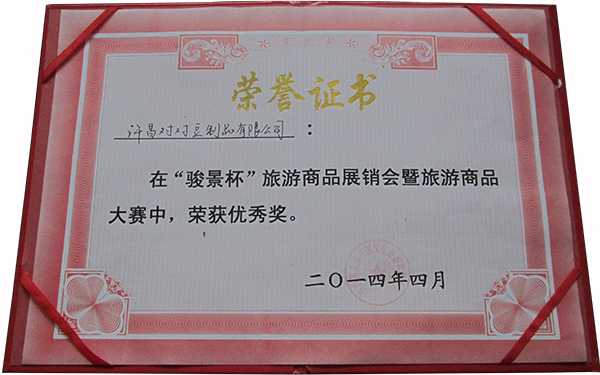 荣誉证书
许昌对对豆制品有限公司：
在“骏景杯”旅游商品展销会暨旅游商品
大赛中，荣获优秀奖。
二〇一四年四月